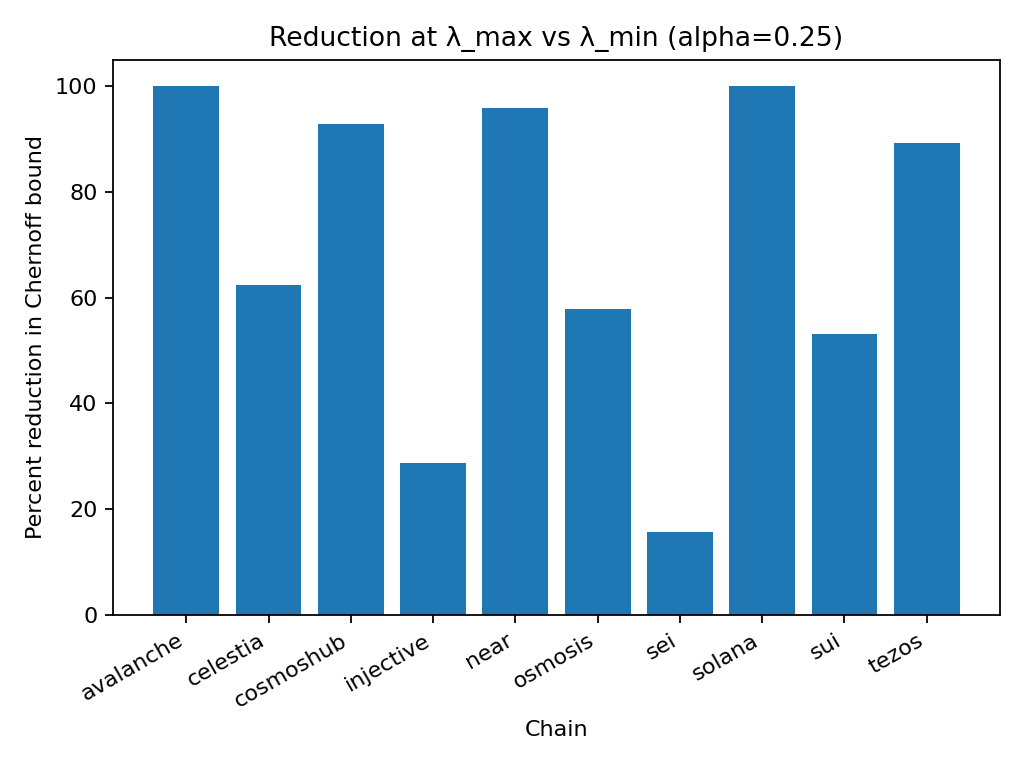 Reduction at λ_max vs λ_min (alpha=0.25)
Percent reduction in Chernoff bound
100
80
60
40
20
0
avalanche
celestia
cosmoshub
injective
near
osmosis
sei
solana
sui
tezos
Chain